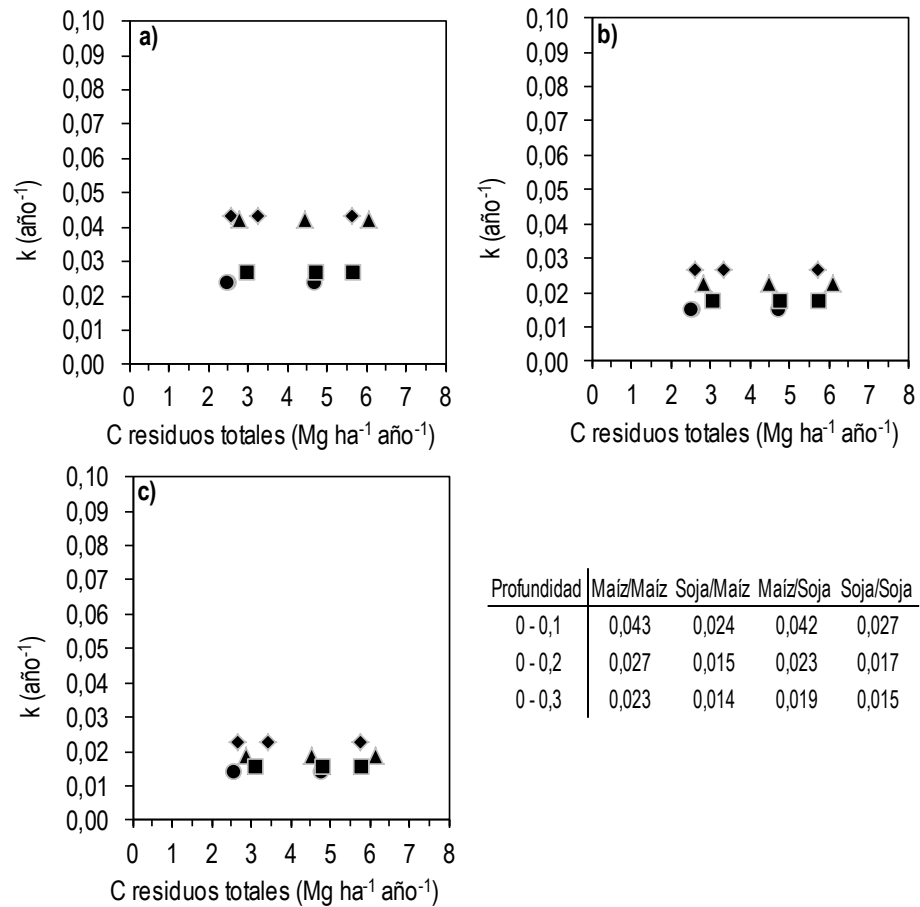 a)
0,10
0,09
0,08
0,07
0,06
0,05
0,04
0,03
0,02
0,01
0,00
k (año-1)
0 1 2 3 4 5 6 7 8
C residuos totales (Mg ha-1 año-1)
b)
0,10
0,09
0,08
0,07
0,06
0,05
0,04
0,03
0,02
0,01
0,00
k (año-1)
0 1 2 3 4 5 6 7 8
C residuos totales (Mg ha-1 año-1)
c)
0,10
0,09
0,08
0,07
0,06
0,05
0,04
0,03
0,02
0,01
0,00
k (año-1)
0 1 2 3 4 5 6 7 8
C residuos totales (Mg ha-1 año-1)
Profundidad Maíz/Maíz Soja/Maíz Maíz/Soja Soja/Soja
0 - 0,1 0,043 0,024 0,042 0,027
0 - 0,2 0,027 0,015 0,023 0,017
0 - 0,3 0,023 0,014 0,019 0,015